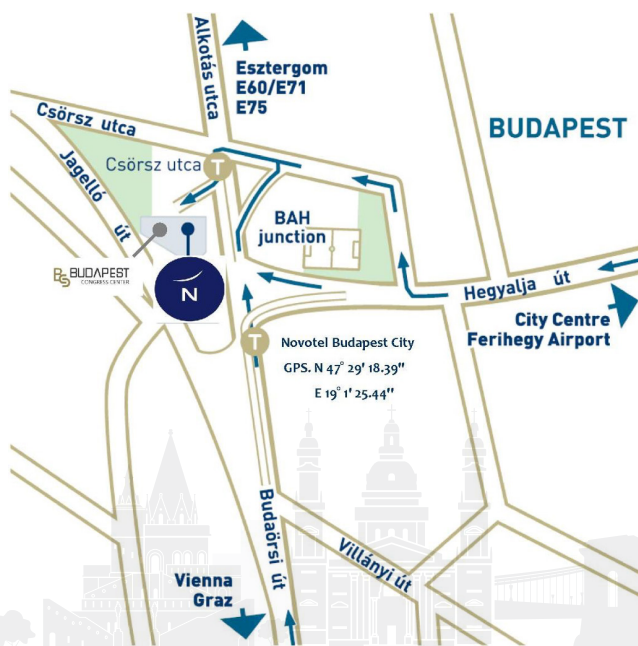 Alkotás utca
Esztergom
E60/E71
E75
Csörsz utca
BUDAPEST
T
Csörsz utca
Jagelló út
BAH
junction
BUDAPEST
CONGRESS CENTER
N
Hegyalja út
City Centre
Ferihegy Airport
T
Novotel Budapest City
GPS. N 47° 29' 18.39"
E 19° 1' 25.44"
Budaörsi út
Villányi út
Vienna
Graz